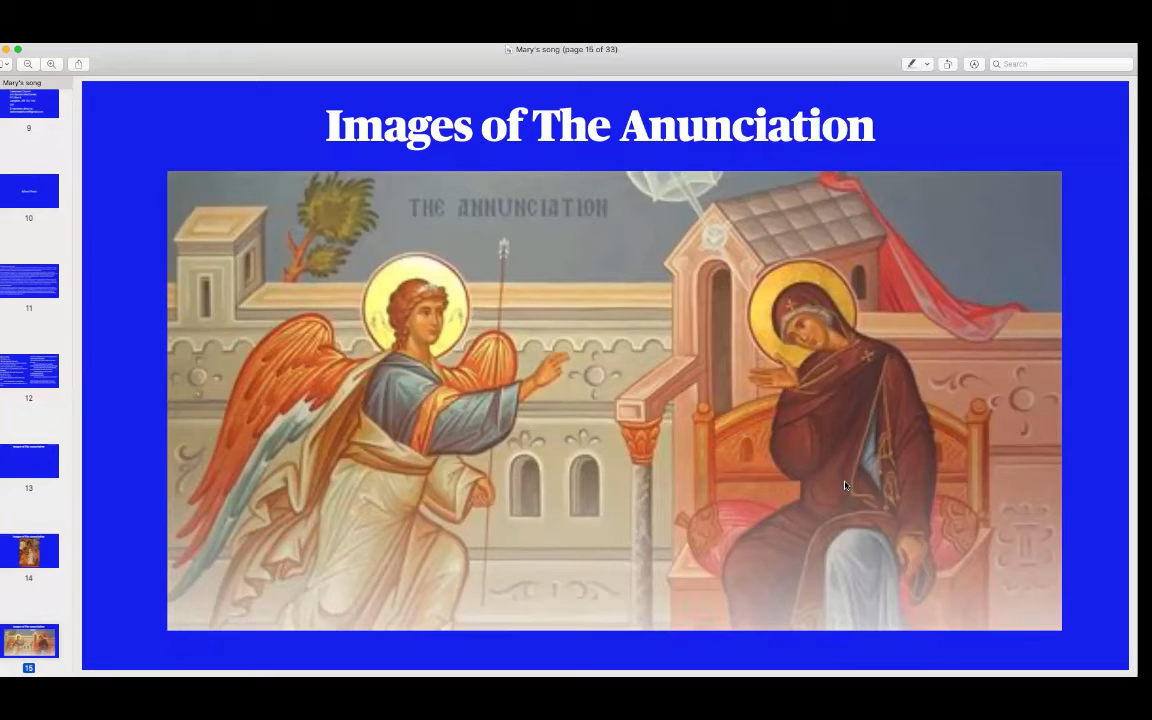 Mary's song (page 15 of 33)
Search
Mary's song
9
10
11
12
13
14
15
Images of The Anunciation
THE ANNUNCIATION